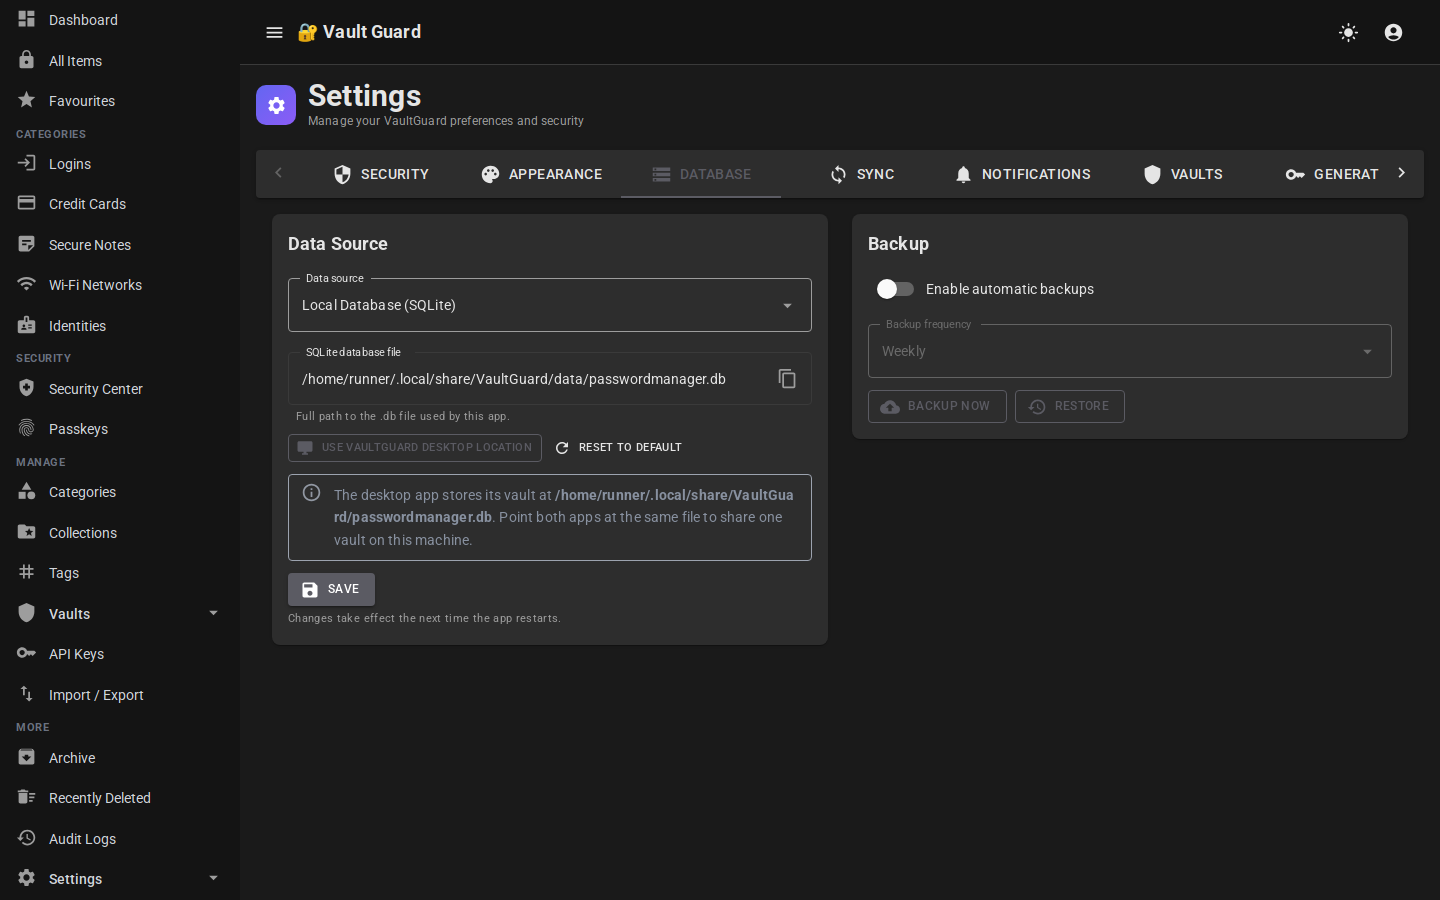 Dashboard
All Items
Favourites
CATEGORIES
Logins
Credit Cards
Secure Notes
Wi-Fi Networks
Identities
SECURITY
Security Center
Passkeys
MANAGE
Categories
Collections
Tags
Vaults
API Keys
Import / Export
MORE
Archive
Recently Deleted
Audit Logs
Settings
Vault Guard
Settings
Manage your VaultGuard preferences and security
SECURITY APPEARANCE DATABASE SYNC NOTIFICATIONS VAULTS GENERAT
Data Source
Data source
Local Database (SQLite)
SQLite database file
/home/runner/.local/share/VaultGuard/data/passwordmanager.db
Full path to the .db file used by this app.
USE VAULTGUARD DESKTOP LOCATION RESET TO DEFAULT
The desktop app stores its vault at /home/runner/.local/share/VaultGua
rd/passwordmanager.db. Point both apps at the same file to share one
vault on this machine.
SAVE
Changes take effect the next time the app restarts.
Backup
Enable automatic backups
Backup frequency
Weekly
BACKUP NOW RESTORE